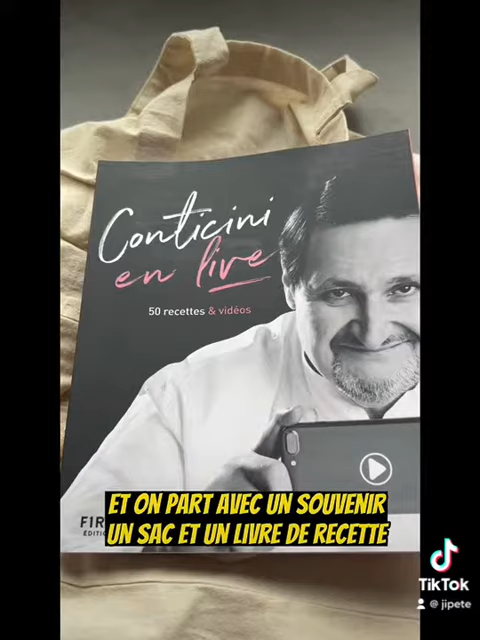 Conticini
en live
50 recettes & vidéos
FIR
ÉDITIO
ET ON PART AVEC UN SOUVENIR
UN SAC ET UN LIVRE DE RECETTE
TikTok
@ jipete